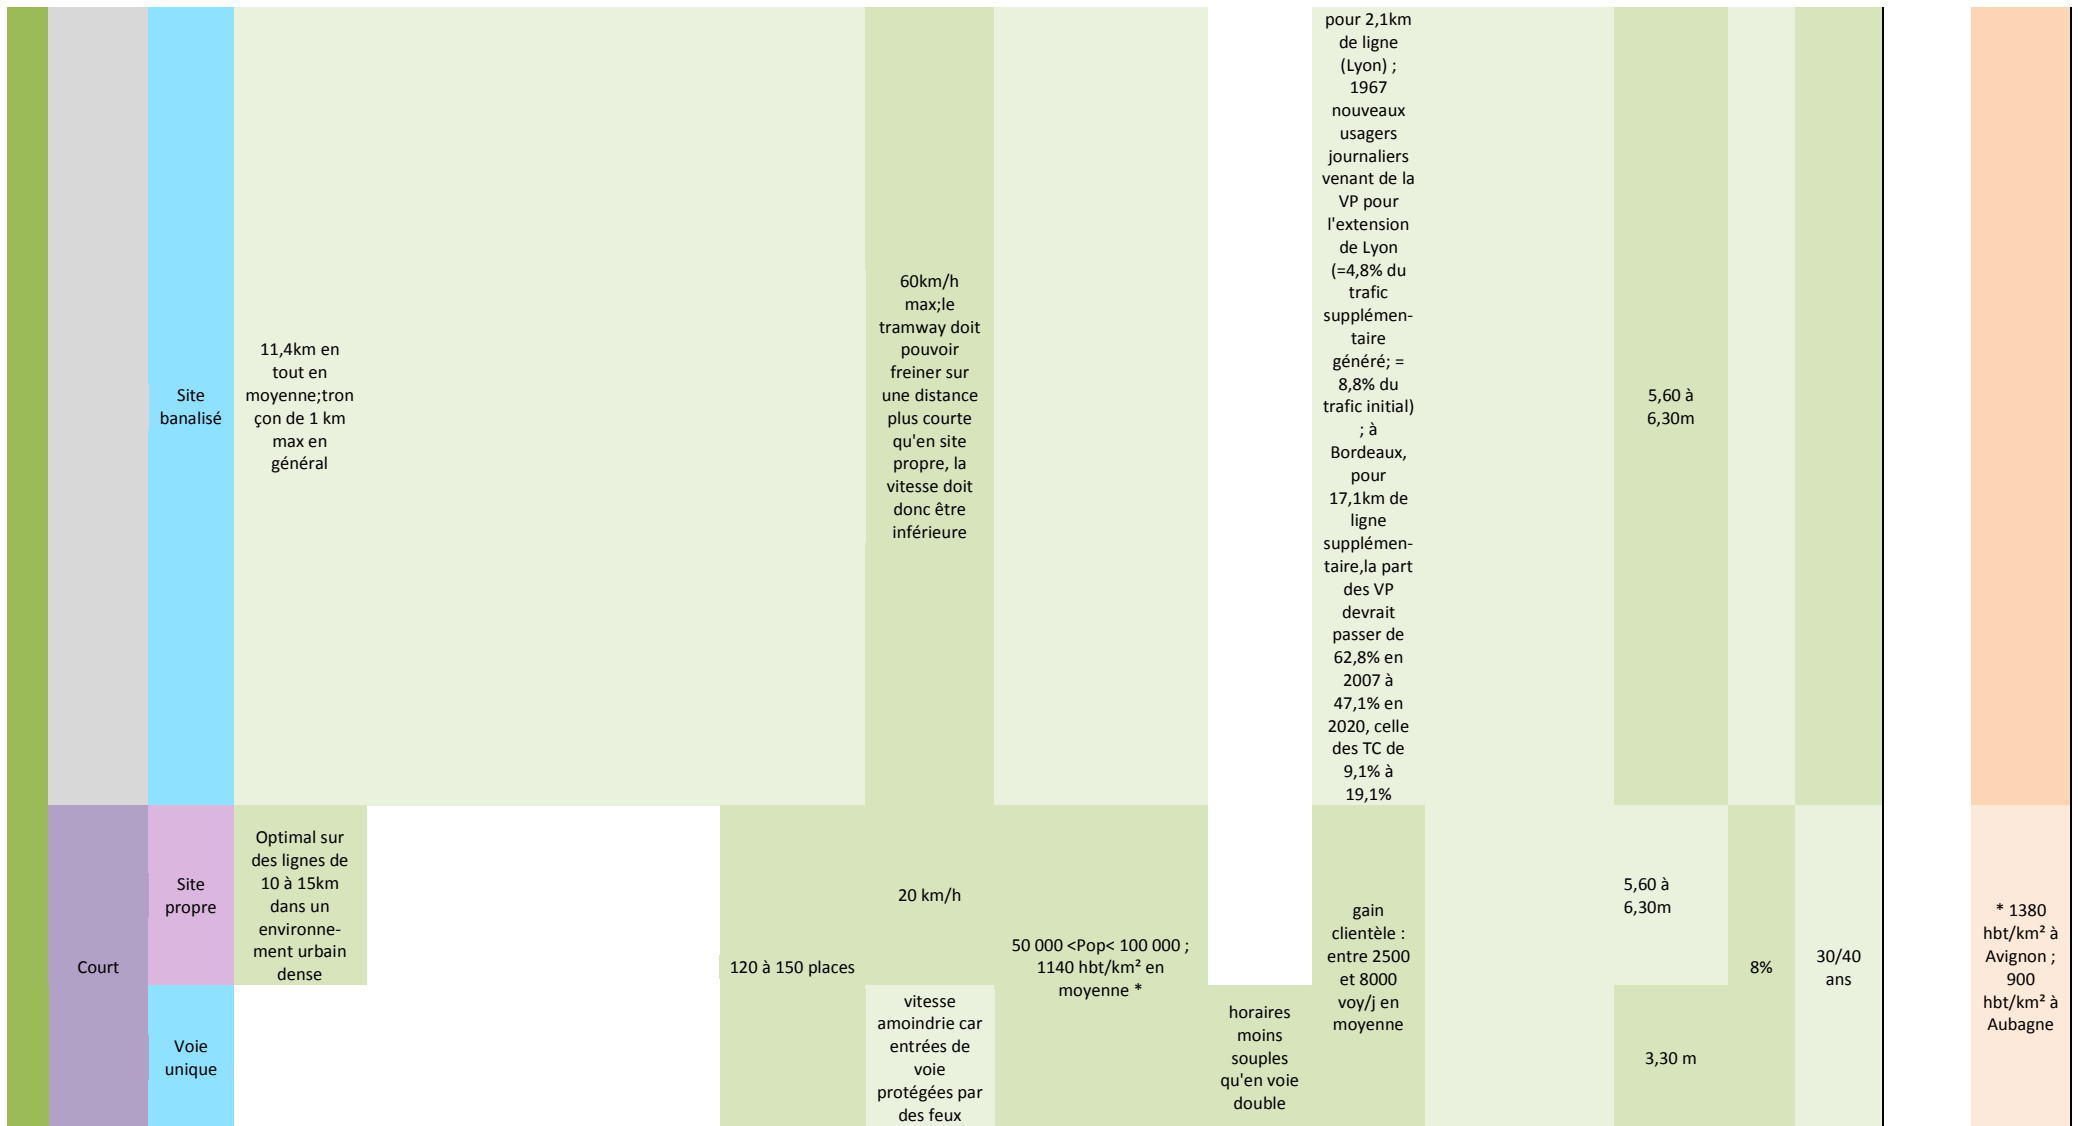 Site
banalisé
11,4km en
tout en
moyenne;tron
çon de 1 km
max en
général
60km/h
max;le
tramway doit
pouvoir
freiner sur
une distance
plus courte
qu'en site
propre, la
vitesse doit
donc être
inférieure
pour 2,1km
de ligne
(Lyon) ;
1967
nouveaux
usagers
journaliers
venant de la
VP pour
l'extension
de Lyon
(=4,8% du
trafic
supplémen-
taire
généré; =
8,8% du
trafic initial)
; à
Bordeaux,
pour
17,1km de
ligne
supplémen-
taire,la part
des VP
devrait
passer de
62,8% en
2007 à
47,1% en
2020, celle
des TC de
9,1% à
19,1%
5,60 à
6,30m
Court
Site
propre
Optimal sur
des lignes de
10 à 15km
dans un
environne-
ment urbain
dense
120 à 150 places
20 km/h
50 000 <Pop< 100 000 ;
1140 hbt/km² en
moyenne *
gain
clientèle :
entre 2500
et 8000
voy/j en
moyenne
5,60 à
6,30m
8%
30/40
ans
* 1380
hbt/km² à
Avignon ;
900
hbt/km² à
Aubagne
Voie
unique
vitesse
amoindrie car
entrées de
voie
protégées par
des feux
horaires
moins
souples
qu'en voie
double
3,30 m